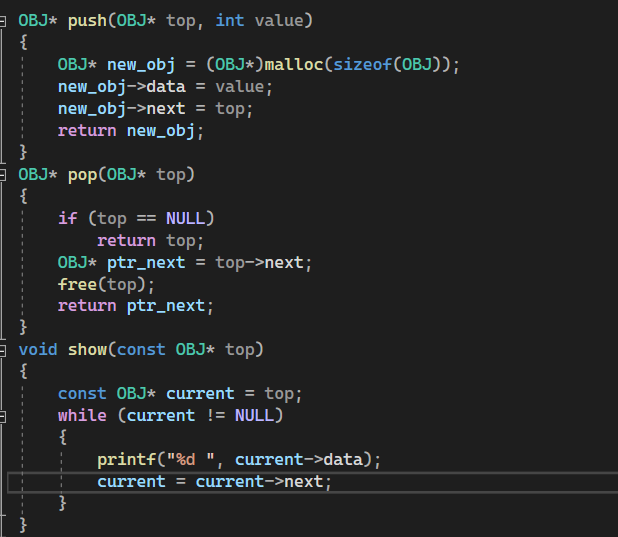 OBJ* push(OBJ* top, int value)
{
    OBJ* new_obj = (OBJ*)malloc(sizeof(OBJ));
    new_obj->data = value;
    new_obj->next = top;
    return new_obj;
}
OBJ* pop(OBJ* top)
{
    if (top == NULL)
        return top;
    OBJ* ptr_next = top->next;
    free(top);
    return ptr_next;
}
void show(const OBJ* top)
{
    const OBJ* current = top;
    while (current != NULL)
    {
        printf("%d ", current->data);
        current = current->next;
    }
}